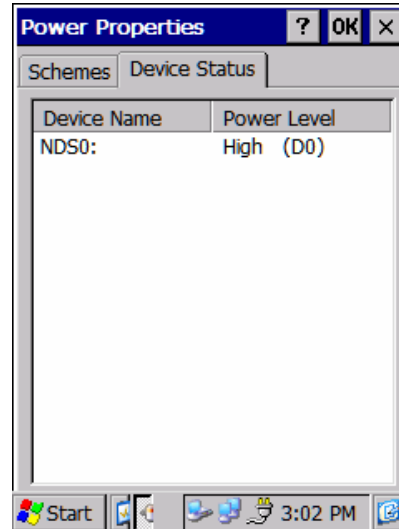 Power Properties ? OK ×
Schemes Device Status
Device Name Power Level
NDS0: High (D0)
Start 3:02 PM